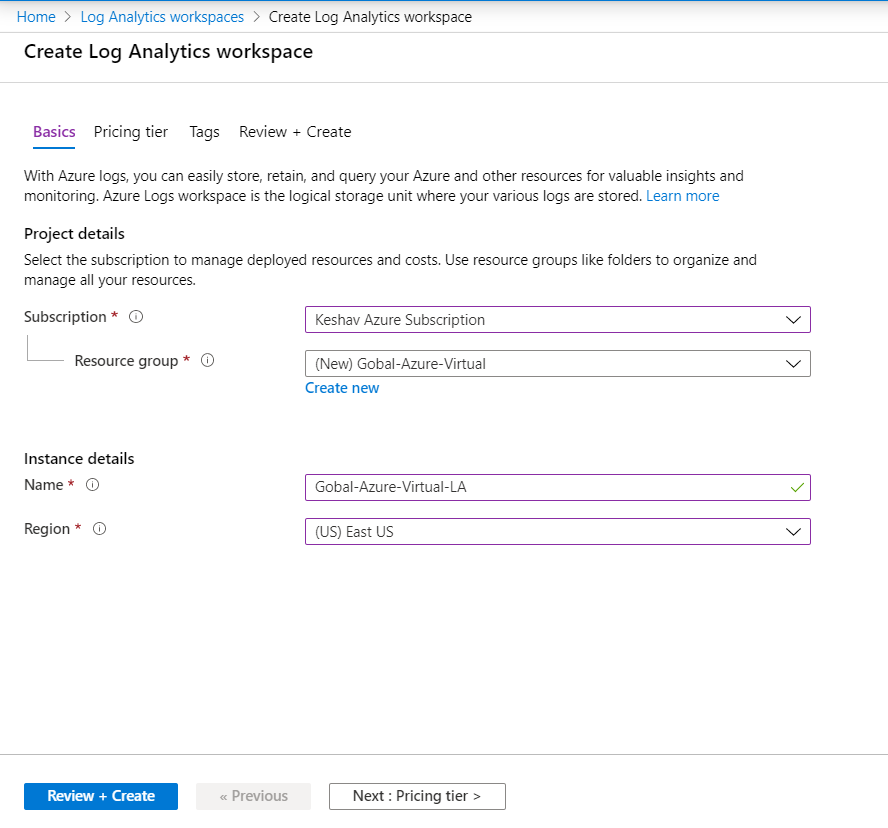 Home > Log Analytics workspaces > Create Log Analytics workspace
Create Log Analytics workspace
Basics Pricing tier Tags Review + Create
With Azure logs, you can easily store, retain, and query your Azure and other resources for valuable insights and
monitoring. Azure Logs workspace is the logical storage unit where your various logs are stored. Learn more
Project details
Select the subscription to manage deployed resources and costs. Use resource groups like folders to organize and
manage all your resources.
Subscription * Keshav Azure Subscription
Resource group * (New) Gobal-Azure-Virtual
Create new
Instance details
Name * Gobal-Azure-Virtual-LA
Region * (US) East US
Review + Create « Previous Next : Pricing tier >